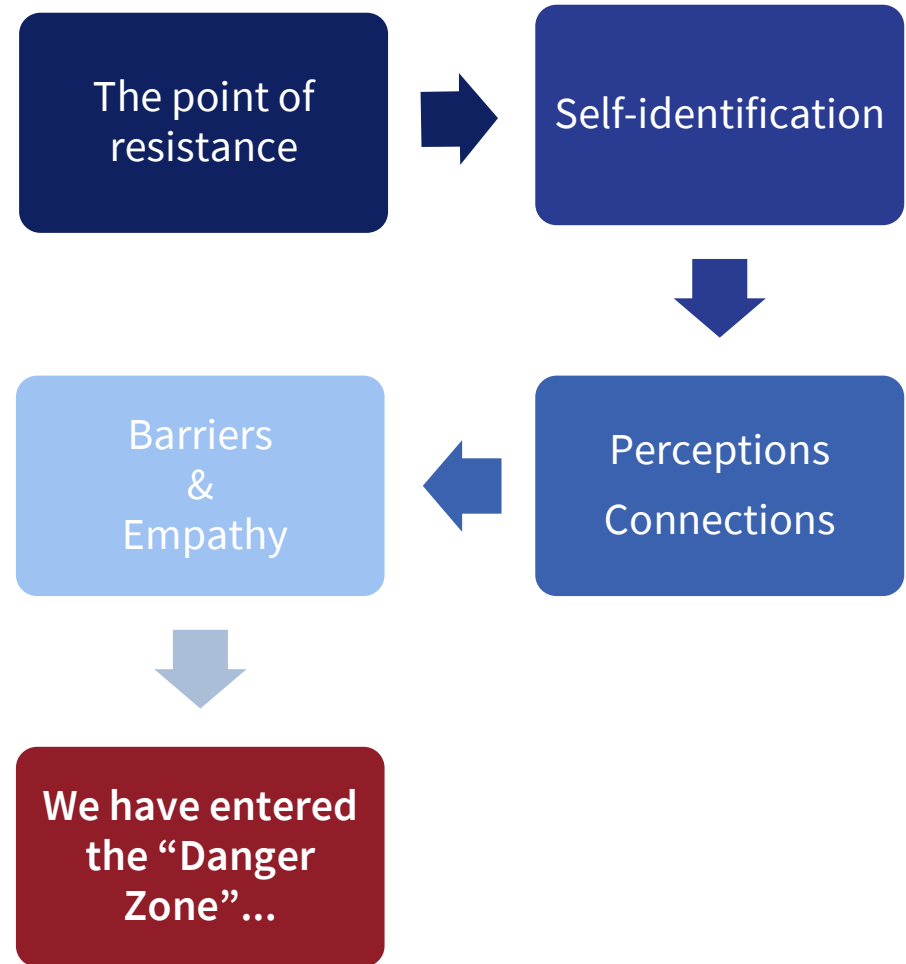 The point of
resistance
Self-identification
Perceptions
Connections
Barriers
&
Empathy
We have entered
the “Danger
Zone”...